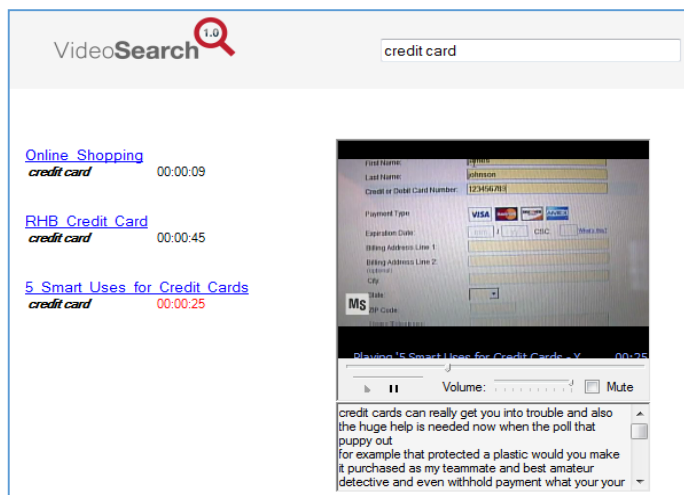 VideoSearch 1.0
credit card
Online Shopping
credit card 00:00:09
RHB Credit Card
credit card 00:00:45
5 Smart Uses for Credit Cards
credit card 00:00:25
First Name:
Last Name: johnson
Credit or Debit Card Number: 123456789
Payment Type VISA
Expiration Date: / CSC What's this?
Billing Address Line 1:
Billing Address Line 2:
(optional)
City
State:
MS
ZIP Code
Playing '5 Smart Uses for Credit Cards - Y 00:25
Volume: Mute
credit cards can really get you into trouble and also
the huge help is needed now when the poll that
puppy out
for example that protected a plastic would you make
it purchased as my teammate and best amateur
detective and even withhold payment what your your